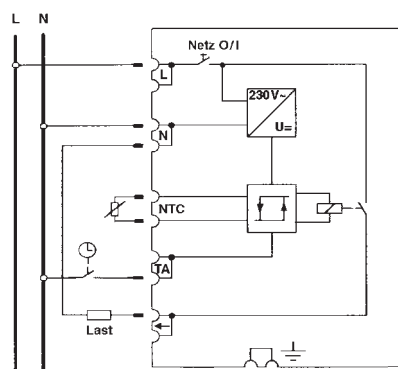 L N
Netz O/I
L
230V~
U=
N
NTC
TA
Last